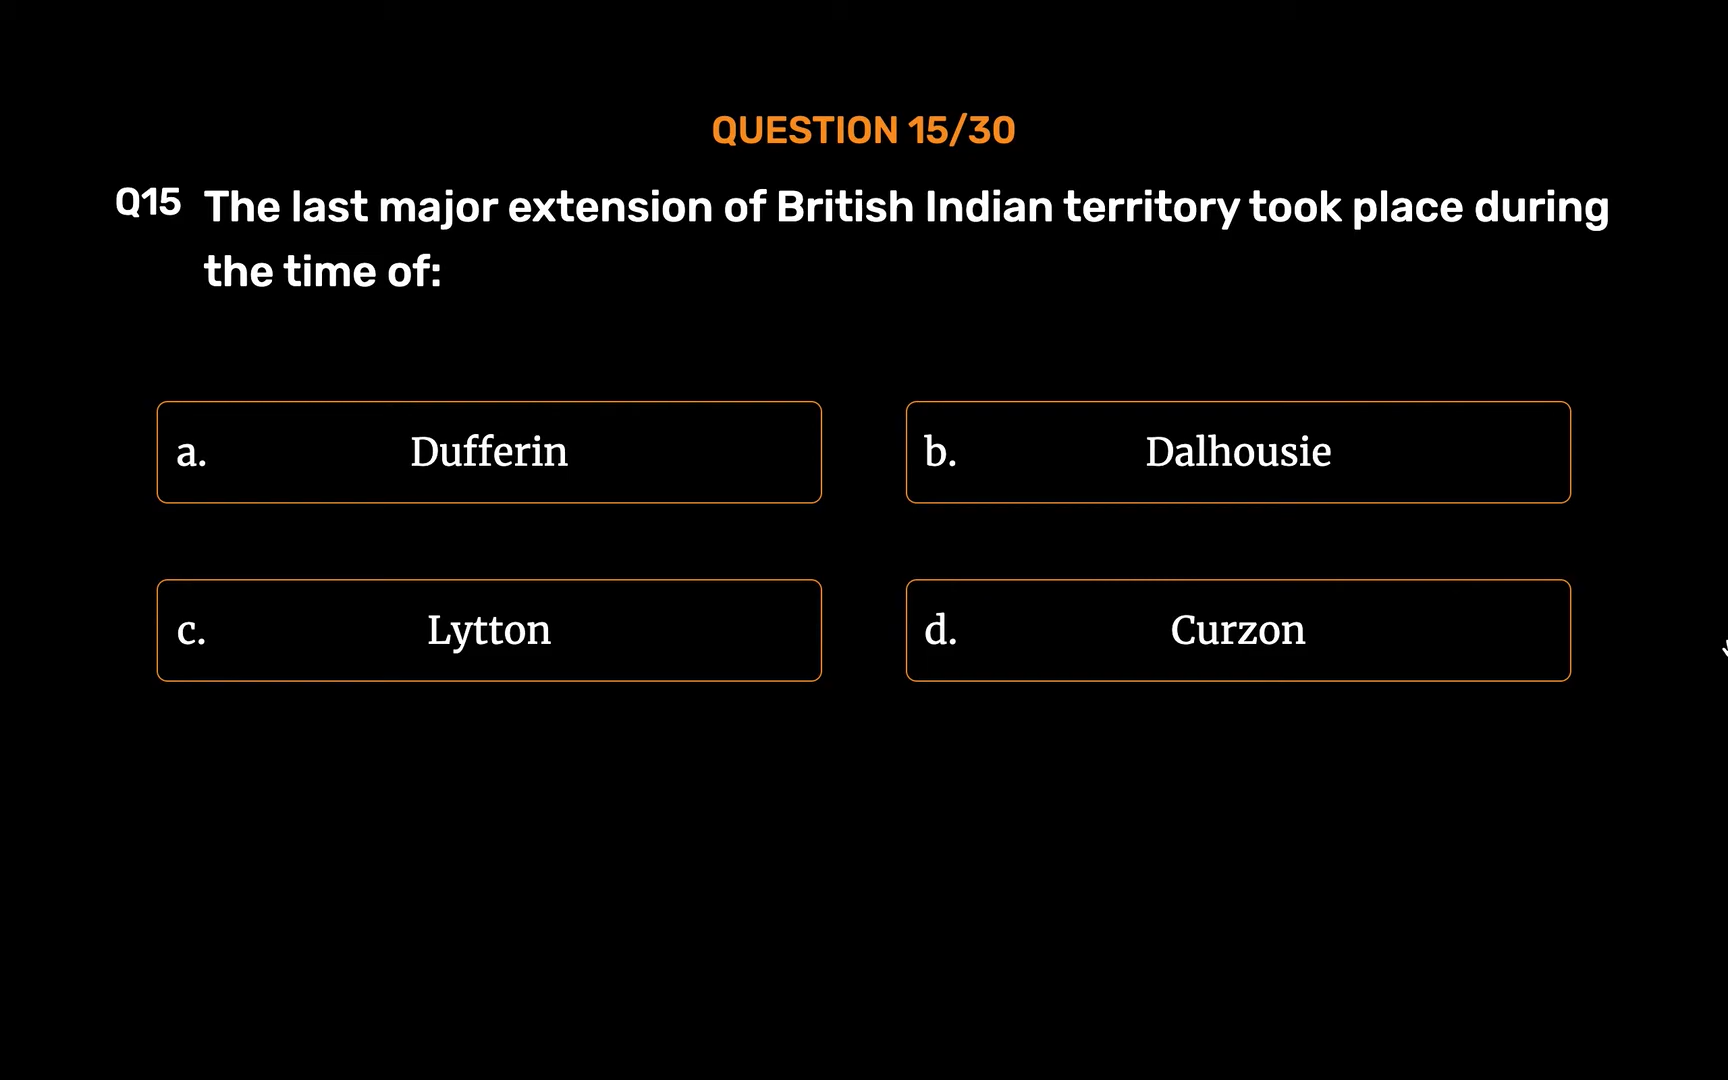 QUESTION 15/30
Q15 The last major extension of British Indian territory took place during
the time of:
a. Dufferin
b. Dalhousie
c. Lytton
d. Curzon